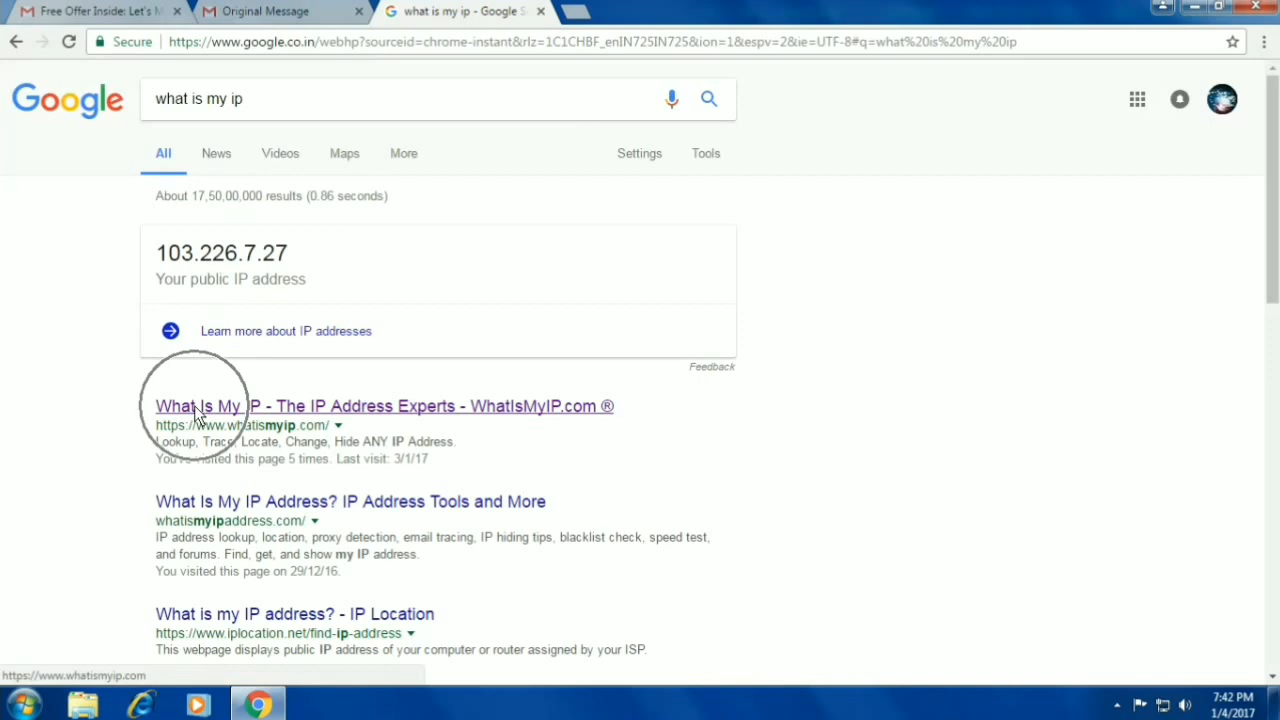 Free Offer Inside: Let's M
Original Message
what is my ip - Google S
Secure
https://www.google.co.in/webhp?sourceid=chrome-instant&rlz=1C1CHBF_enIN725IN725&ion=1&espv=2&ie=UTF-8#q=what%20is%20my%20ip
Google
what is my ip
All News Videos Maps More Settings Tools
About 17,50,00,000 results (0.86 seconds)
103.226.7.27
Your public IP address
Learn more about IP addresses
Feedback
What Is My IP - The IP Address Experts - WhatIsMyIP.com ®
https://www.whatismyip.com/
Lookup, Trace, Locate, Change, Hide ANY IP Address.
You've visited this page 5 times. Last visit: 3/1/17
What Is My IP Address? IP Address Tools and More
whatismyipaddress.com/
IP address lookup, location, proxy detection, email tracing, IP hiding tips, blacklist check, speed test,
and forums. Find, get, and show my IP address.
You visited this page on 29/12/16.
What is my IP address? - IP Location
https://www.iplocation.net/find-ip-address
This webpage displays public IP address of your computer or router assigned by your ISP.
https://www.whatismyip.com
7:42 PM
1/4/2017